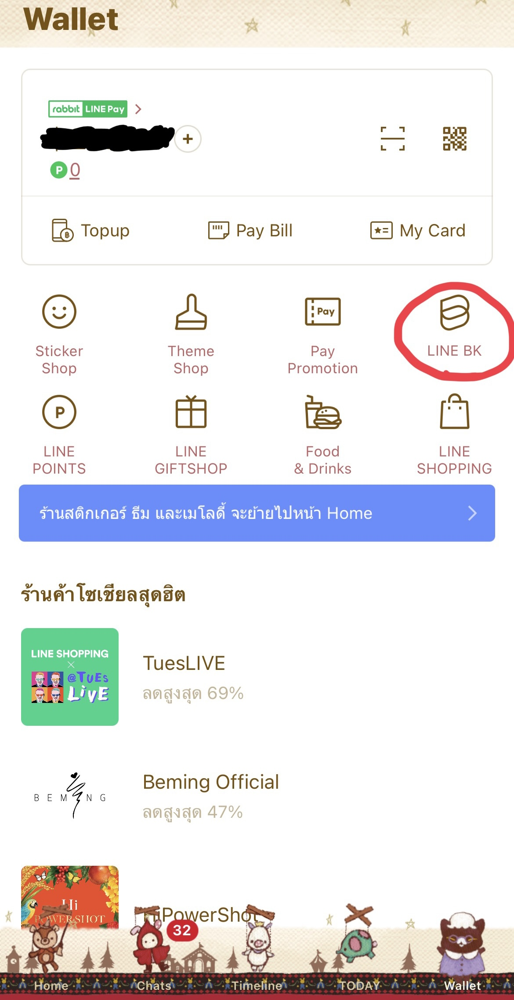 Wallet
rabbit LINE Pay
P 0
Topup Pay Bill My Card
Pay
Sticker Shop
Theme Shop
Pay Promotion
LINE BK
P
LINE POINTS
LINE GIFTSHOP
Food & Drinks
LINE SHOPPING
ร้านสติกเกอร์ ธีม และเมโลดี้ จะย้ายไปหน้า Home
ร้านค้าโซเชียลสุดฮิต
LINE SHOPPING
@TUES
LIVE
TuesLIVE
ลดสูงสุด 69%
BEMING
Beming Official
ลดสูงสุด 47%
Hi
POWERSHOT
HiPowerShot
32
Home Chats Timeline TODAY Wallet